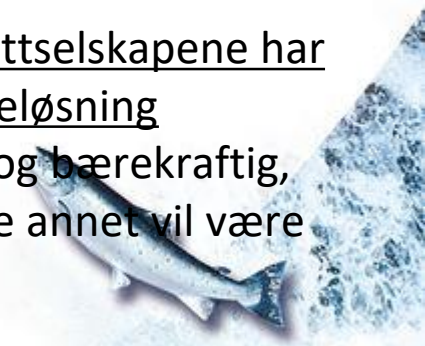 ttselskapene har
eløsning
og bærekraftig,
e annet vil være